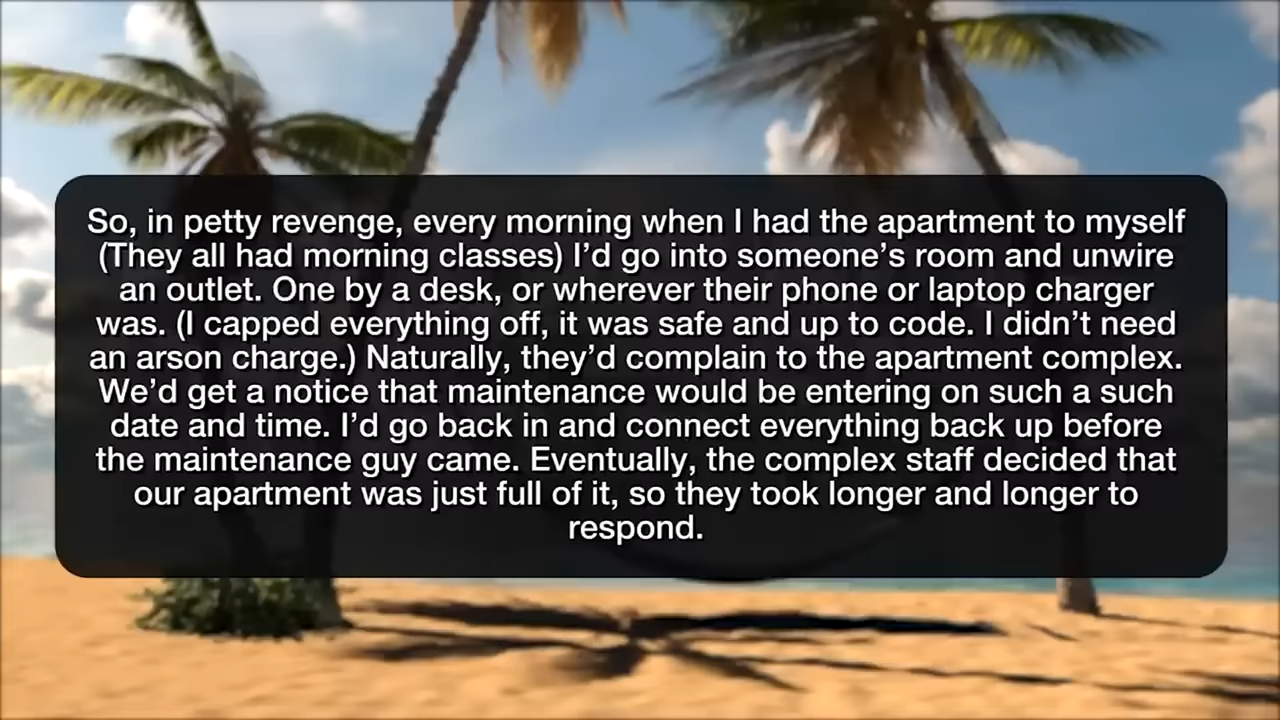 So, in petty revenge, every morning when I had the apartment to myself
(They all had morning classes) I’d go into someone’s room and unwire
an outlet. One by a desk, or wherever their phone or laptop charger
was. (I capped everything off, it was safe and up to code. I didn’t need
an arson charge.) Naturally, they’d complain to the apartment complex.
We’d get a notice that maintenance would be entering on such a such
date and time. I’d go back in and connect everything back up before
the maintenance guy came. Eventually, the complex staff decided that
our apartment was just full of it, so they took longer and longer to
respond.